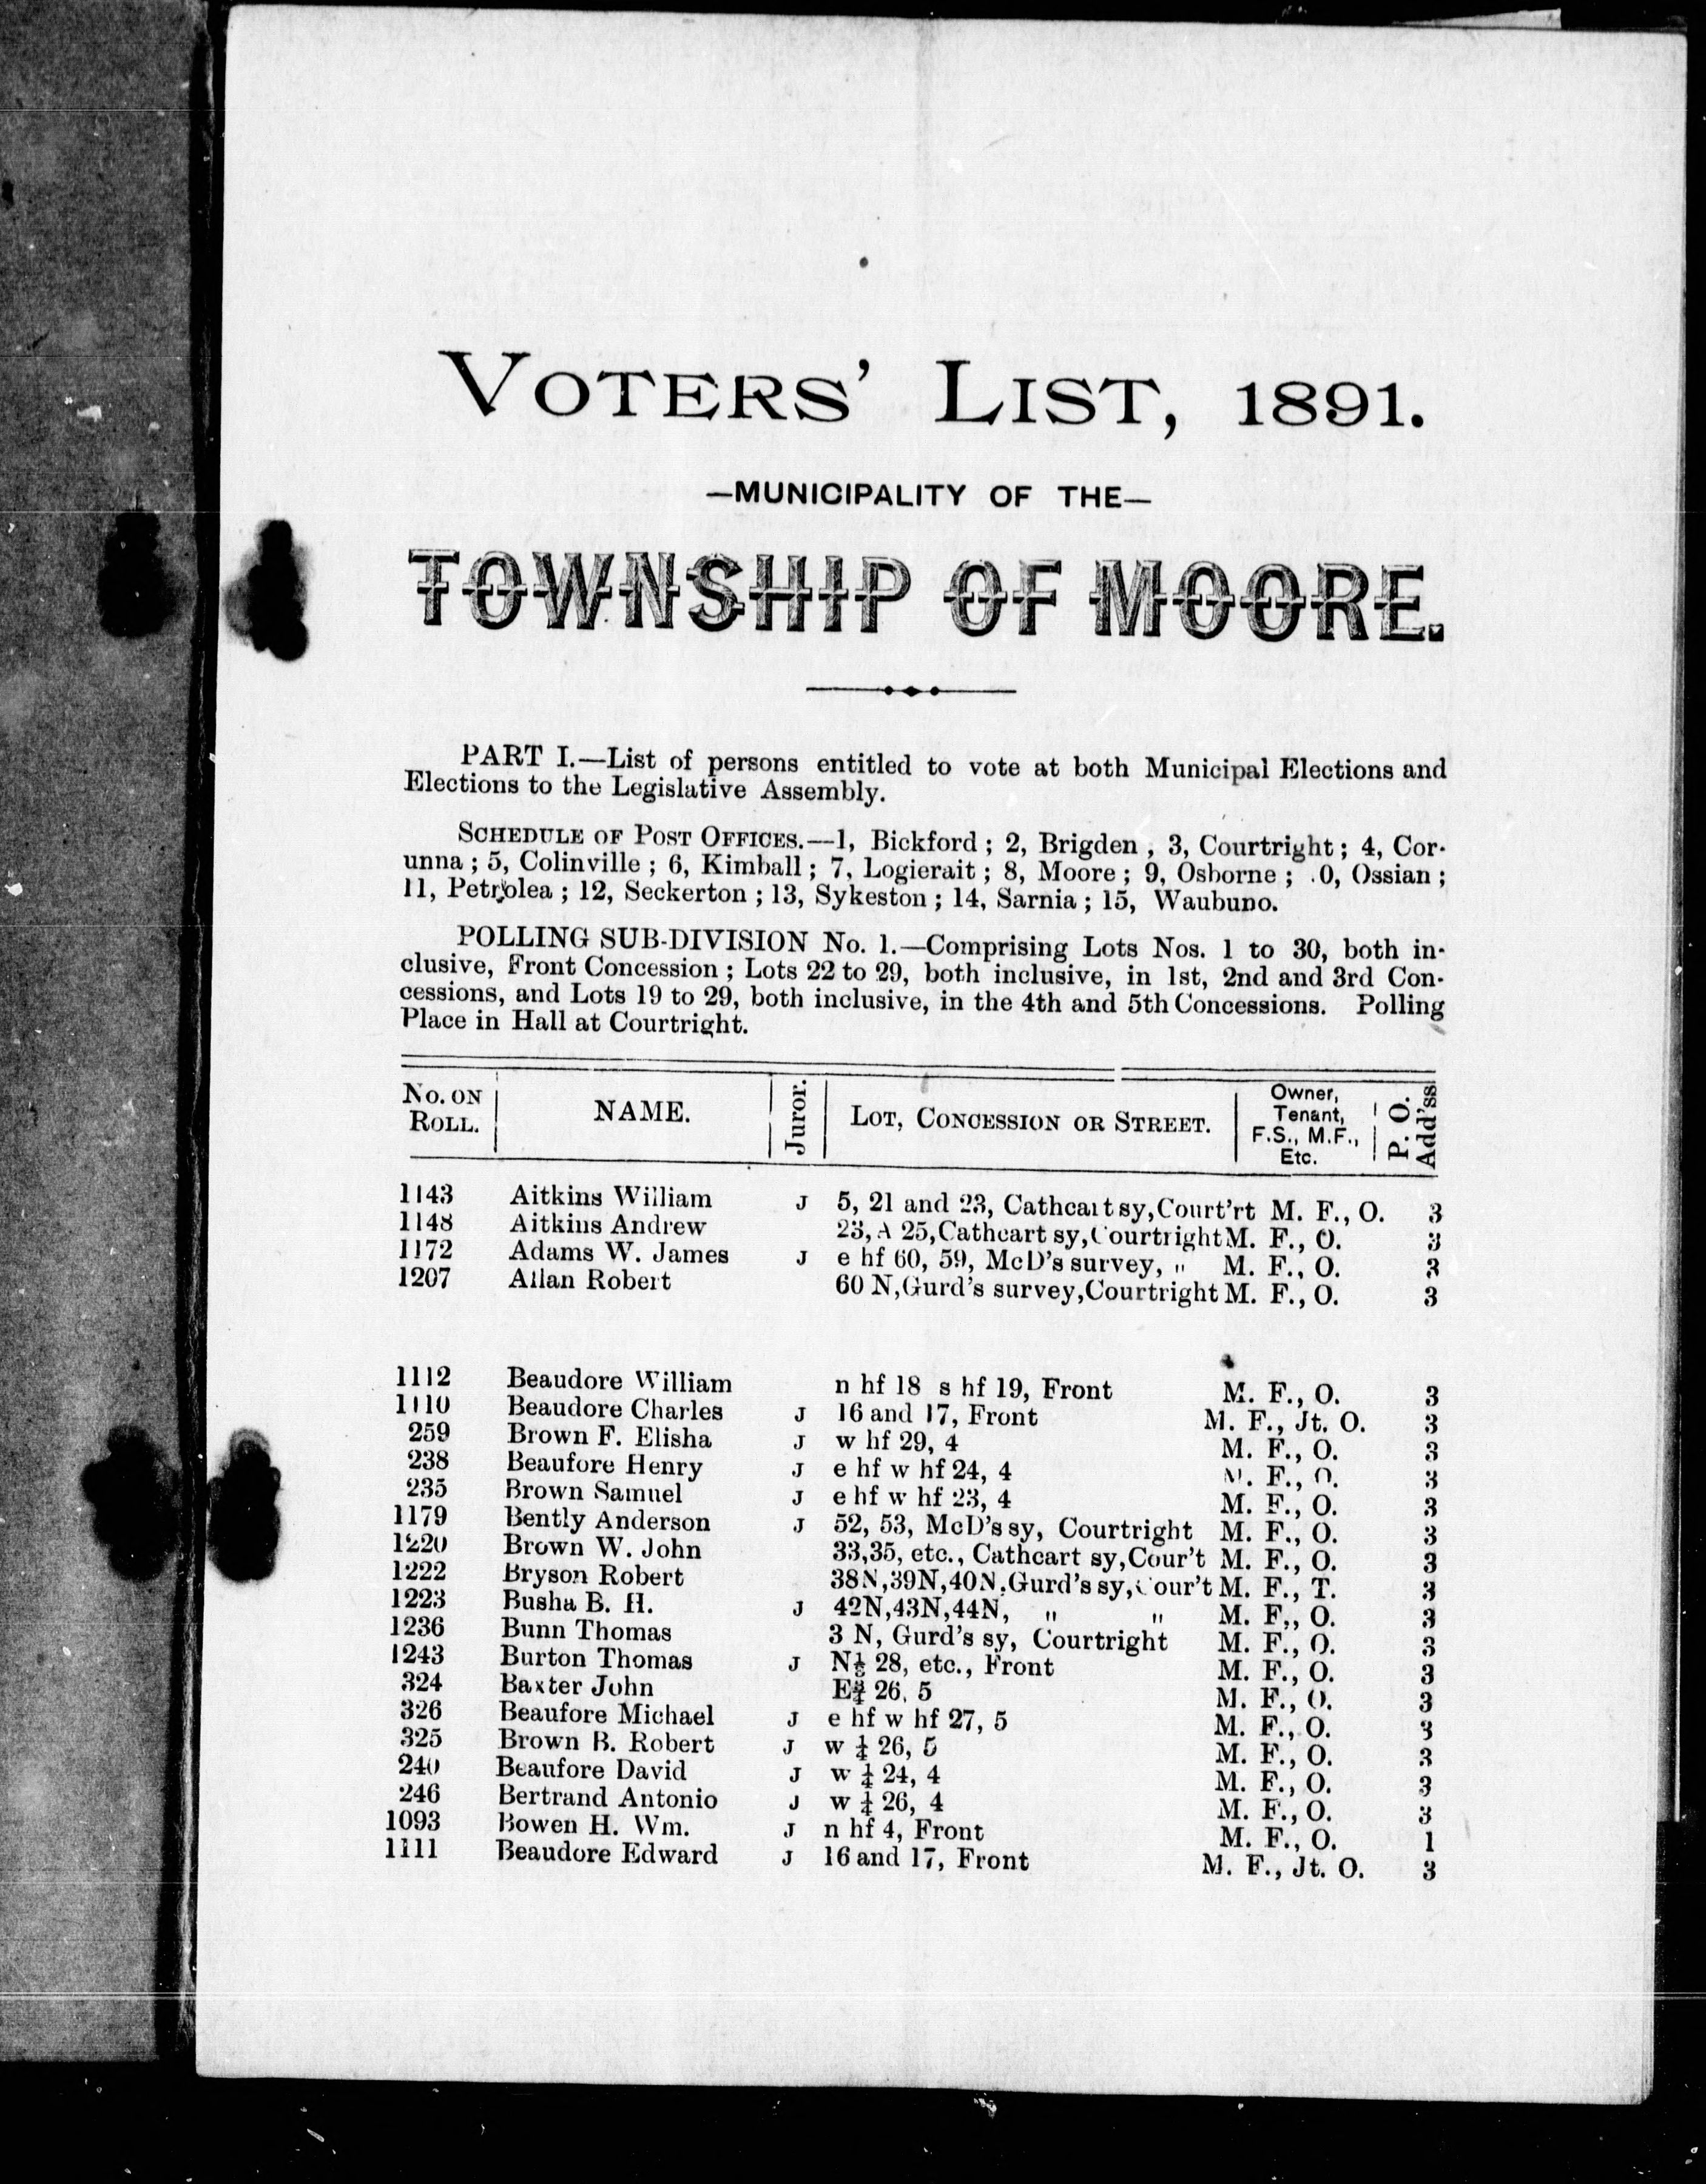 VOTERS' LIST, 1891.
—MUNICIPALITY OF THE—
TOWNSHIP OF MOORE.
PART I.—List of persons entitled to vote at both Municipal Elections and
Elections to the Legislative Assembly.
SCHEDULE OF POST OFFICES.—1, Bickford; 2, Brigden, 3, Courtright; 4, Cor-
unna; 5, Colinville; 6, Kimball; 7, Logierait; 8, Moore; 9, Osborne; .0, Ossian;
11, Petrolea; 12, Seckerton; 13, Sykeston; 14, Sarnia; 15, Waubuno.
POLLING SUB-DIVISION No. 1.—Comprising Lots Nos. 1 to 30, both in-
clusive, Front Concession; Lots 22 to 29, both inclusive, in 1st, 2nd and 3rd Con-
cessions, and Lots 19 to 29, both inclusive, in the 4th and 5th Concessions. Polling
Place in Hall at Courtright.
No. ON ROLL. NAME. Juror. LOT, CONCESSION OR STREET. Owner, Tenant, F.S., M.F., Etc. P. O. Add'ss
1143 Aitkins William J 5, 21 and 23, Cathcart sy, Court'rt M. F., O. 3
1148 Aitkins Andrew 23, A 25, Cathcart sy, Courtright M. F., O. 3
1172 Adams W. James J e hf 60, 59, McD's survey, " M. F., O. 3
1207 Allan Robert 60 N, Gurd's survey, Courtright M. F., O. 3
1112 Beaudore William n hf 18 s hf 19, Front M. F., O. 3
1110 Beaudore Charles J 16 and 17, Front M. F., Jt. O. 3
259 Brown F. Elisha J w hf 29, 4 M. F., O. 3
238 Beaufore Henry J e hf w hf 24, 4 M. F., O. 3
235 Brown Samuel J e hf w hf 23, 4 M. F., O. 3
1179 Bently Anderson J 52, 53, McD's sy, Courtright M. F., O. 3
1220 Brown W. John 33, 35, etc., Cathcart sy, Cour't M. F., O. 3
1222 Bryson Robert 38N, 39N, 40N. Gurd's sy, Cour't M. F., T. 3
1223 Busha B. H. J 42N, 43N, 44N, " " M. F., O. 3
1236 Bunn Thomas 3 N, Gurd's sy, Courtright M. F., O. 3
1243 Burton Thomas J N 28, etc., Front M. F., O. 3
324 Baxter John E¾ 26, 5 M. F., O. 3
326 Beaufore Michael J e hf w hf 27, 5 M. F., O. 3
325 Brown B. Robert J w ¼ 26, 5 M. F., O. 3
240 Beaufore David J w ¼ 24, 4 M. F., O. 3
246 Bertrand Antonio J w ¼ 26, 4 M. F., O. 3
1093 Bowen H. Wm. J n hf 4, Front M. F., O. 1
1111 Beaudore Edward J 16 and 17, Front M. F., Jt. O. 3